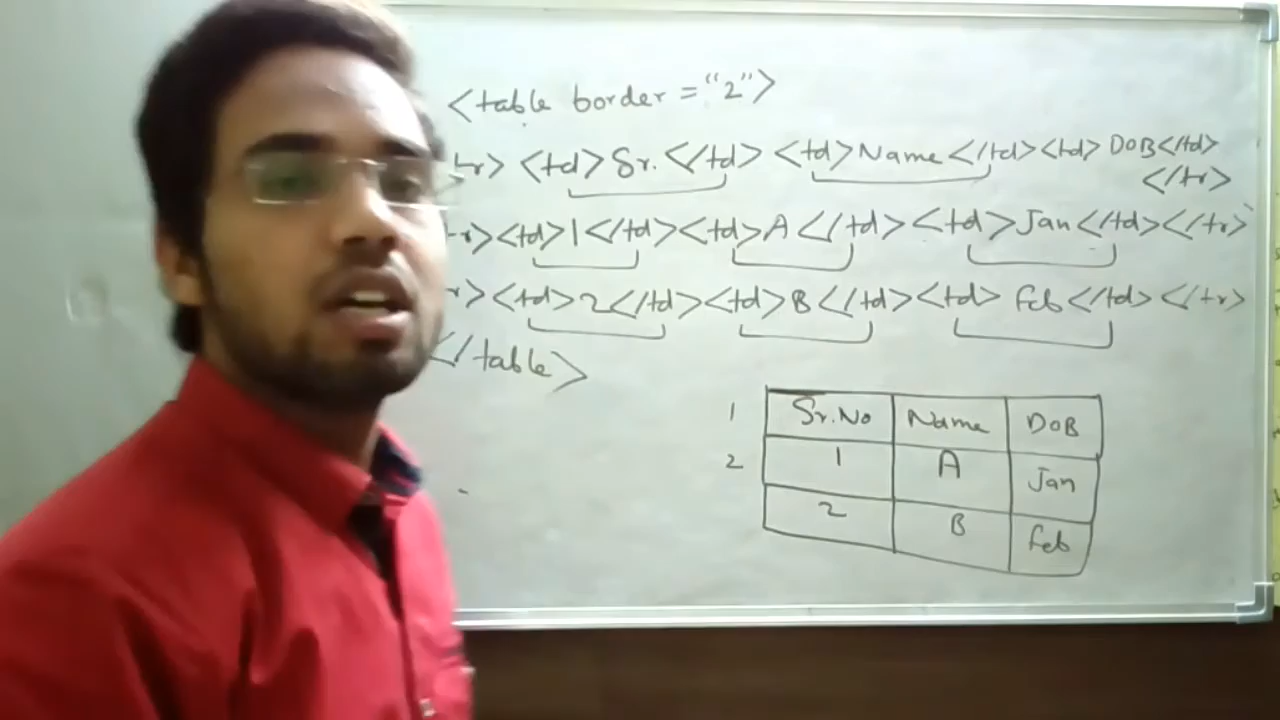 <table border="2">
tr> <td>Sr.</td> <td>Name</td><td>DOB</td>
</tr>
r><td>1</td><td>A</td> <td>Jan</td></tr>
r><td>2</td><td>B</td><td> feb</td></tr>
</table>
1 Sr.No Name DOB
2 1 A Jan
2 B feb